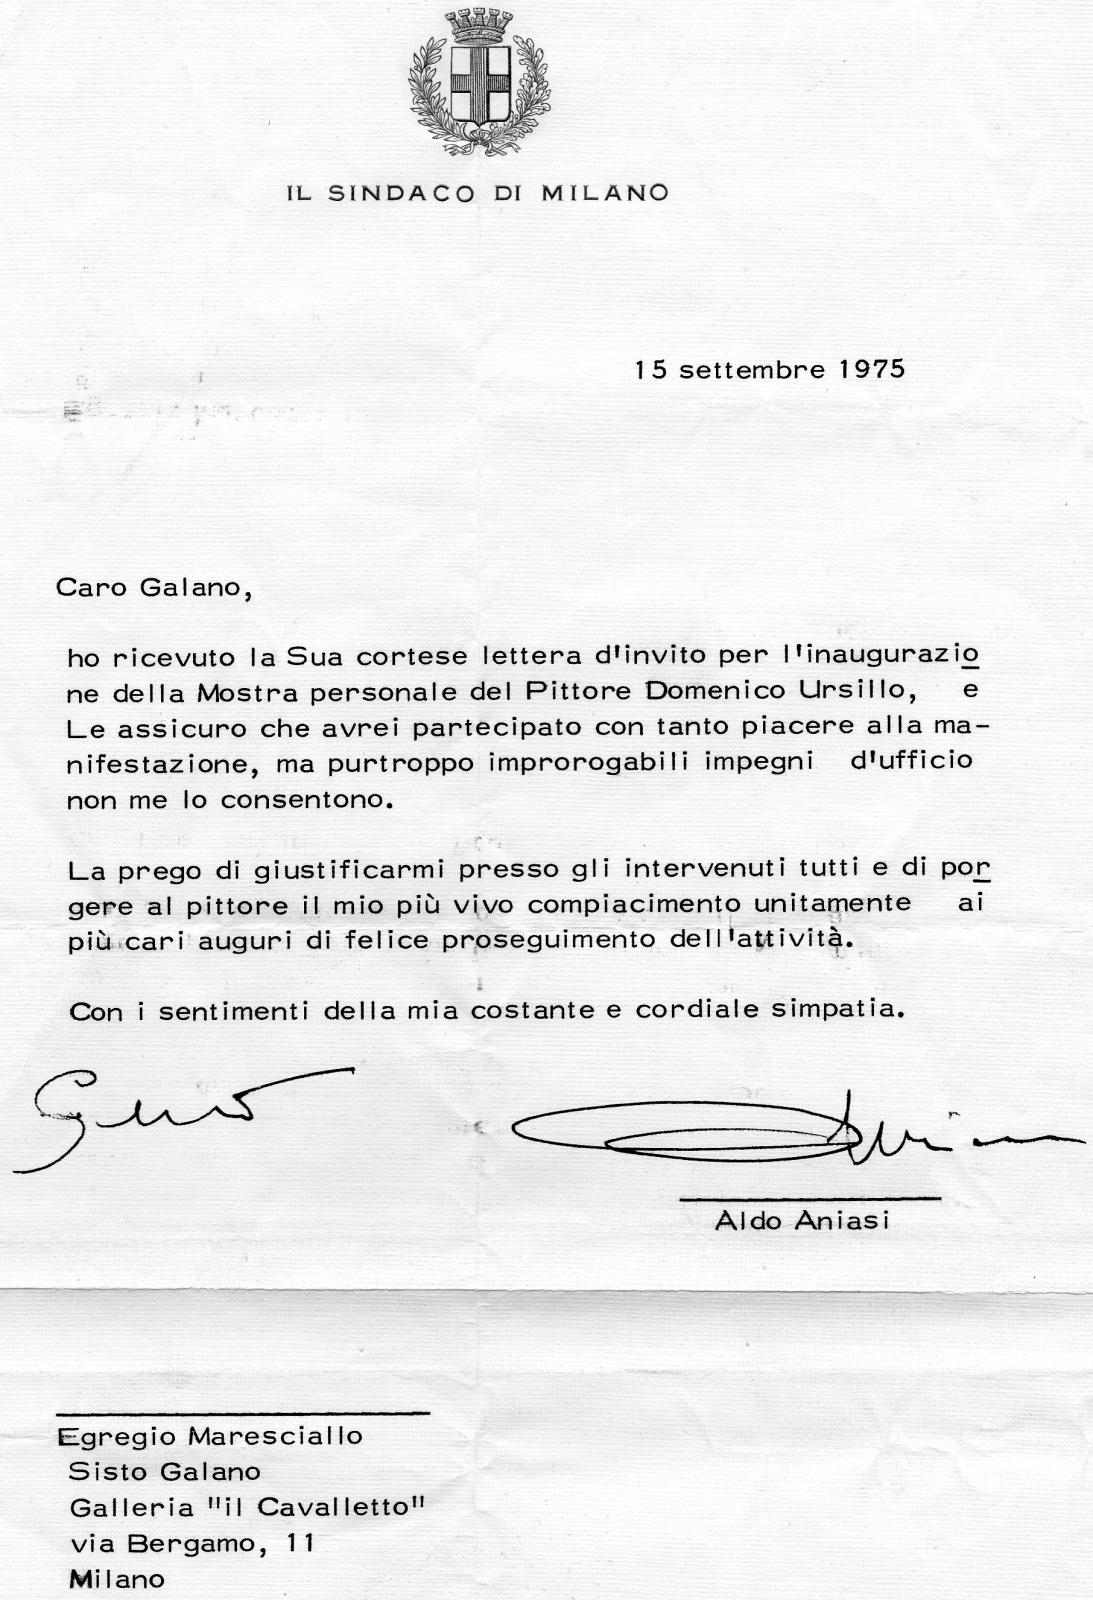 IL SINDACO DI MILANO
15 settembre 1975
Caro Galano,
ho ricevuto la Sua cortese lettera d'invito per l'inaugurazio
ne della Mostra personale del Pittore Domenico Ursillo, e
Le assicuro che avrei partecipato con tanto piacere alla ma-
nifestazione, ma purtroppo improrogabili impegni d'ufficio
non me lo consentono.
La prego di giustificarmi presso gli intervenuti tutti e di por
gere al pittore il mio più vivo compiacimento unitamente ai
più cari auguri di felice proseguimento dell'attività.
Con i sentimenti della mia costante e cordiale simpatia.
Aldo Aniasi
Egregio Maresciallo
Sisto Galano
Galleria "il Cavalletto"
via Bergamo, 11
Milano